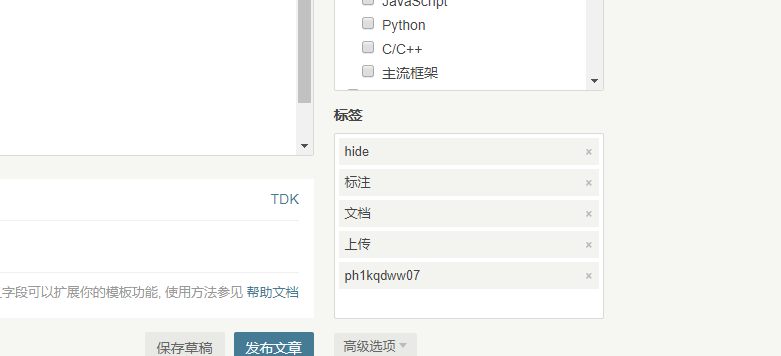 JavaScript
Python
C/C++
主流框架
标签
hide
标注
文档
上传
ph1kqdww07
TDK
字段可以扩展你的模板功能, 使用方法参见 帮助文档
保存草稿
发布文章
高级选项